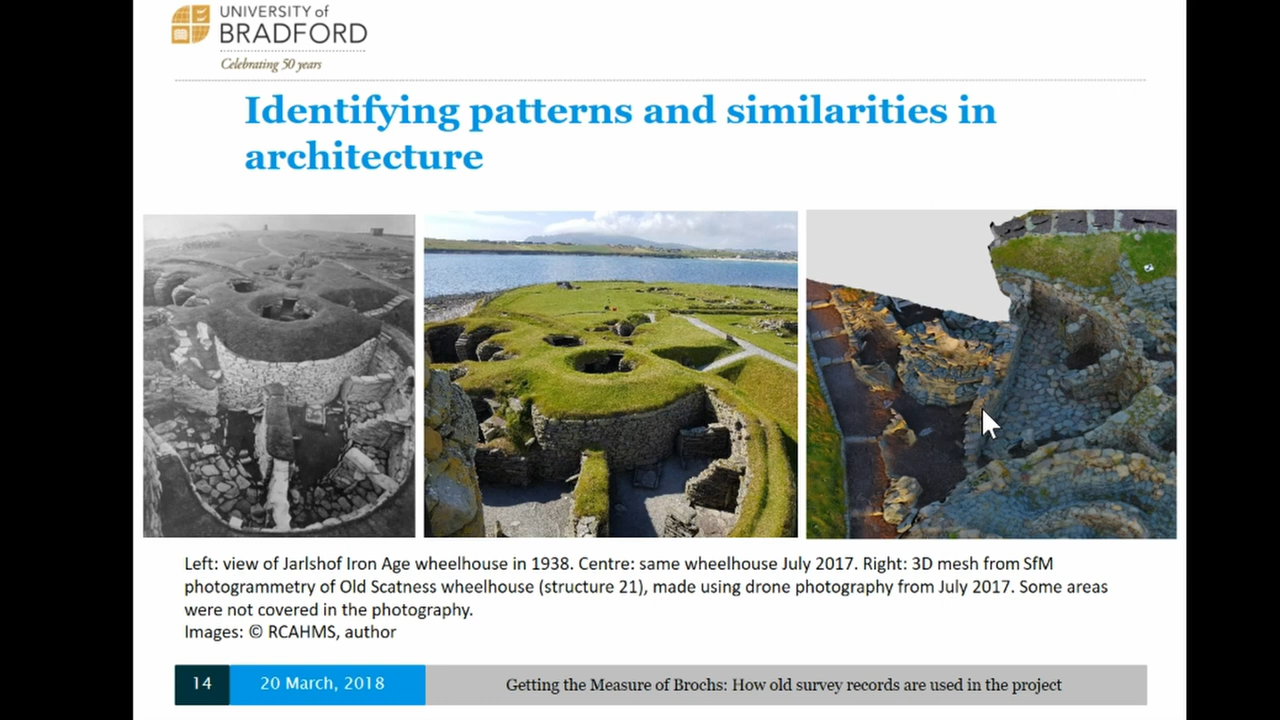 UNIVERSITY of
BRADFORD
Celebrating 50 years
Identifying patterns and similarities in
architecture
Left: view of Jarlshof Iron Age wheelhouse in 1938. Centre: same wheelhouse July 2017. Right: 3D mesh from SfM
photogrammetry of Old Scatness wheelhouse (structure 21), made using drone photography from July 2017. Some areas
were not covered in the photography.
Images: © RCAHMS, author
14 20 March, 2018 Getting the Measure of Brochs: How old survey records are used in the project